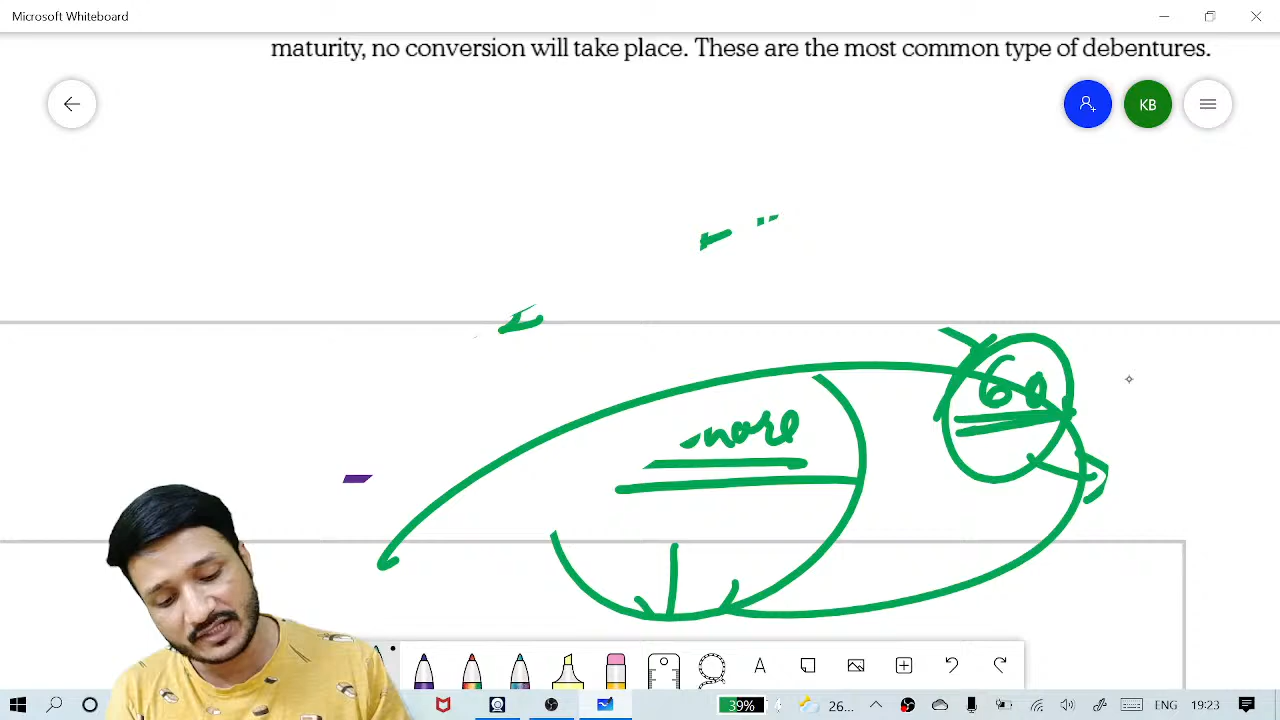 Microsoft Whiteboard
maturity, no conversion will take place. These are the most common type of debentures.
KB
60
A
39%
26...
ENG
19:23